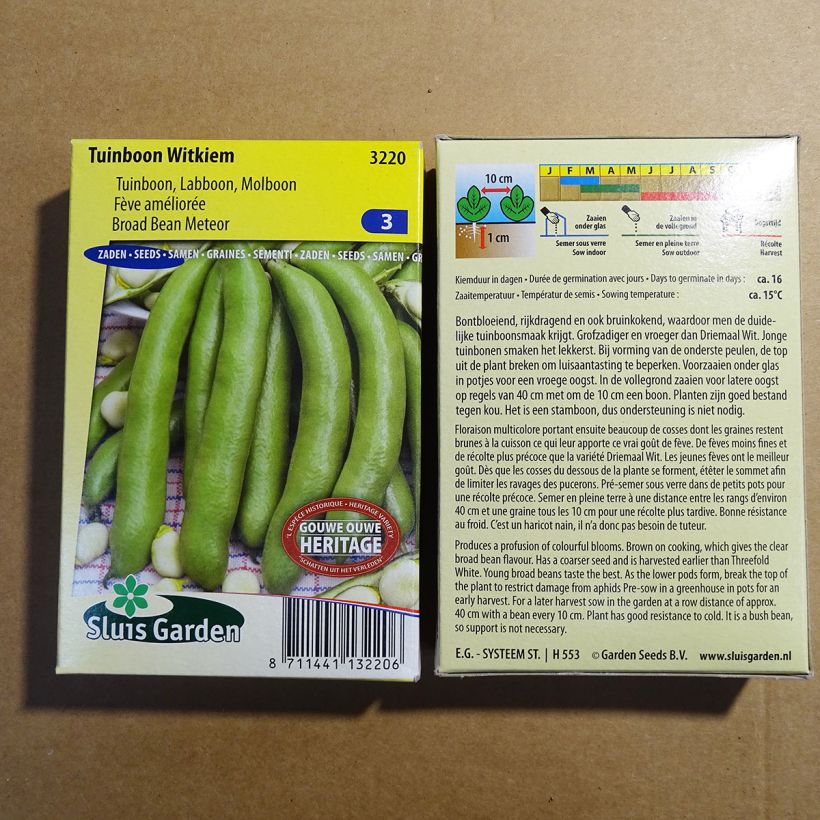 Tuinboon Witkiem
3220
Tuinboon, Labboon, Molboon
Fève améliorée
Broad Bean Meteor
3
ZADEN • SEEDS • SAMEN • GRAINES • SEMENTI • ZADEN • SEEDS • SAMEN • GR
"L'ESPÈCE HISTORIQUE • HERITAGE VARIETY
GOUWE OUWE
HERITAGE
"SCHATTEN UIT HET VERLEDEN"
Sluis Garden
8 711441 132206
10 cm
1 cm
J F M A M J J A S
Zaaien
onder glas
Semer sous verre
Sow indoor
Zaaien in
de volle grond
Semer en pleine terre
Sow outdoor
Oogsttijd
Récolte
Harvest
Kiemduur in dagen • Durée de germination avec jours • Days to germinate in days : ca. 16
Zaaitemperatuur • Températur de semis • Sowing temperature : ca. 15°C
Bontbloeiend, rijkdragend en ook bruinkokend, waardoor men de duide-
lijke tuinboonsmaak krijgt. Grofzadiger en vroeger dan Driemaal Wit. Jonge
tuinbonen smaken het lekkerst. Bij vorming van de onderste peulen, de top
uit de plant breken om luisaantasting te beperken. Voorzaaien onder glas
in potjes voor een vroege oogst. In de vollegrond zaaien voor latere oogst
op regels van 40 cm met om de 10 cm een boon. Planten zijn goed bestand
tegen kou. Het is een stamboon, dus ondersteuning is niet nodig.
Floraison multicolore portant ensuite beaucoup de cosses dont les graines restent
brunes à la cuisson ce qui leur apporte ce vrai goût de fève. De fèves moins fines et
de récolte plus précoce que la variété Driemaal Wit. Les jeunes fèves ont le meilleur
goût. Dès que les cosses du dessous de la plante se forment, étêter le sommet afin
de limiter les ravages des pucerons. Pré-semer sous verre dans de petits pots pour
une récolte précoce. Semer en pleine terre à une distance entre les rangs d'environ
40 cm et une graine tous les 10 cm pour une récolte plus tardive. Bonne résistance
au froid. C'est un haricot nain, il n'a donc pas besoin de tuteur.
Produces a profusion of colourful blooms. Brown on cooking, which gives the clear
broad bean flavour. Has a coarser seed and is harvested earlier than Threefold
White. Young broad beans taste the best. As the lower pods form, break the top of
the plant to restrict damage from aphids Pre-sow in a greenhouse in pots for an
early harvest. For a later harvest sow in the garden at a row distance of approx.
40 cm with a bean every 10 cm. Plant has good resistance to cold. It is a bush bean,
so support is not necessary.
E.G. - SYSTEEM ST. | H 553 © Garden Seeds B.V. www.sluisgarden.nl